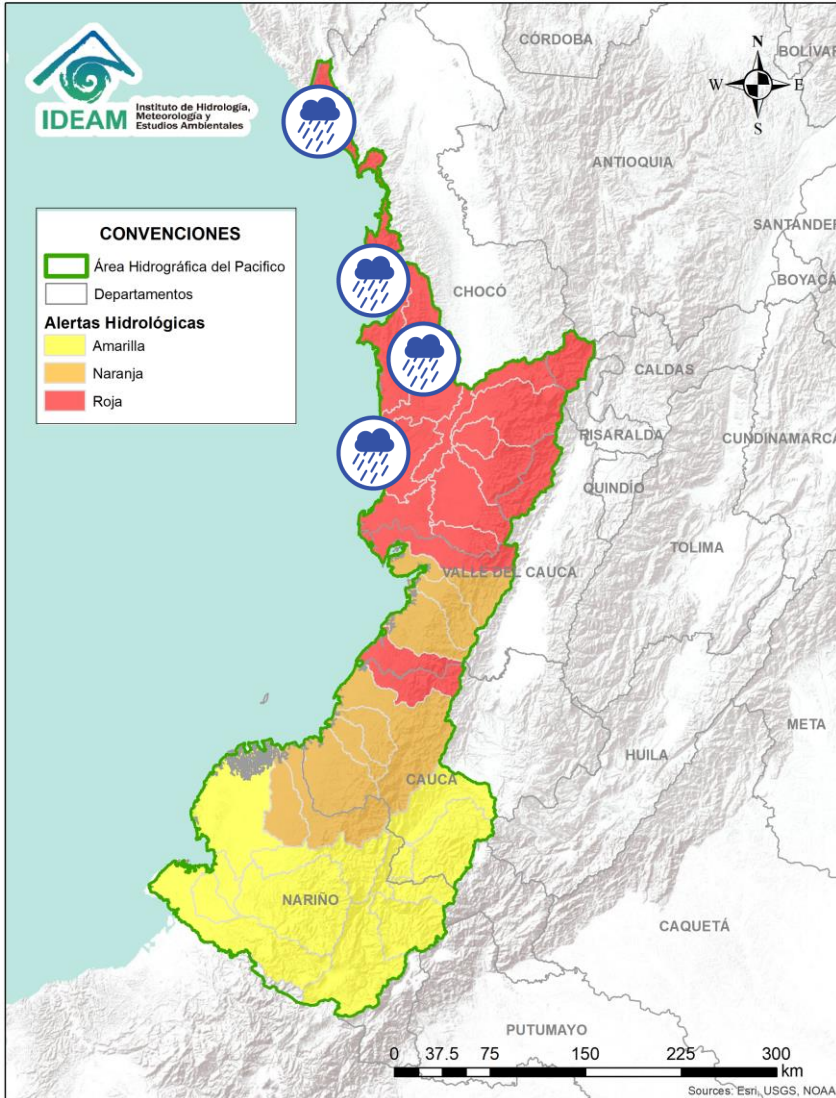 IDEAM
Instituto de Hidrología,
Meteorología y
Estudios Ambientales
CÓRDOBA
BOLÍVAR
N
W
E
S
ANTIOQUIA
SANTANDER
BOYACÁ
CONVENCIONES
Área Hidrográfica del Pacifico
Departamentos
Alertas Hidrológicas
Amarilla
Naranja
Roja
CHOCÓ
CALDAS
RISARALDA
CUNDINAMARCA
QUINDÍO
TOLIMA
VALLE DEL CAUCA
META
HUILA
CAUCA
NARIÑO
CAQUETÁ
PUTUMAYO
0 37.5 75 150 225 300
km
Sources: Esri, USGS, NOAA